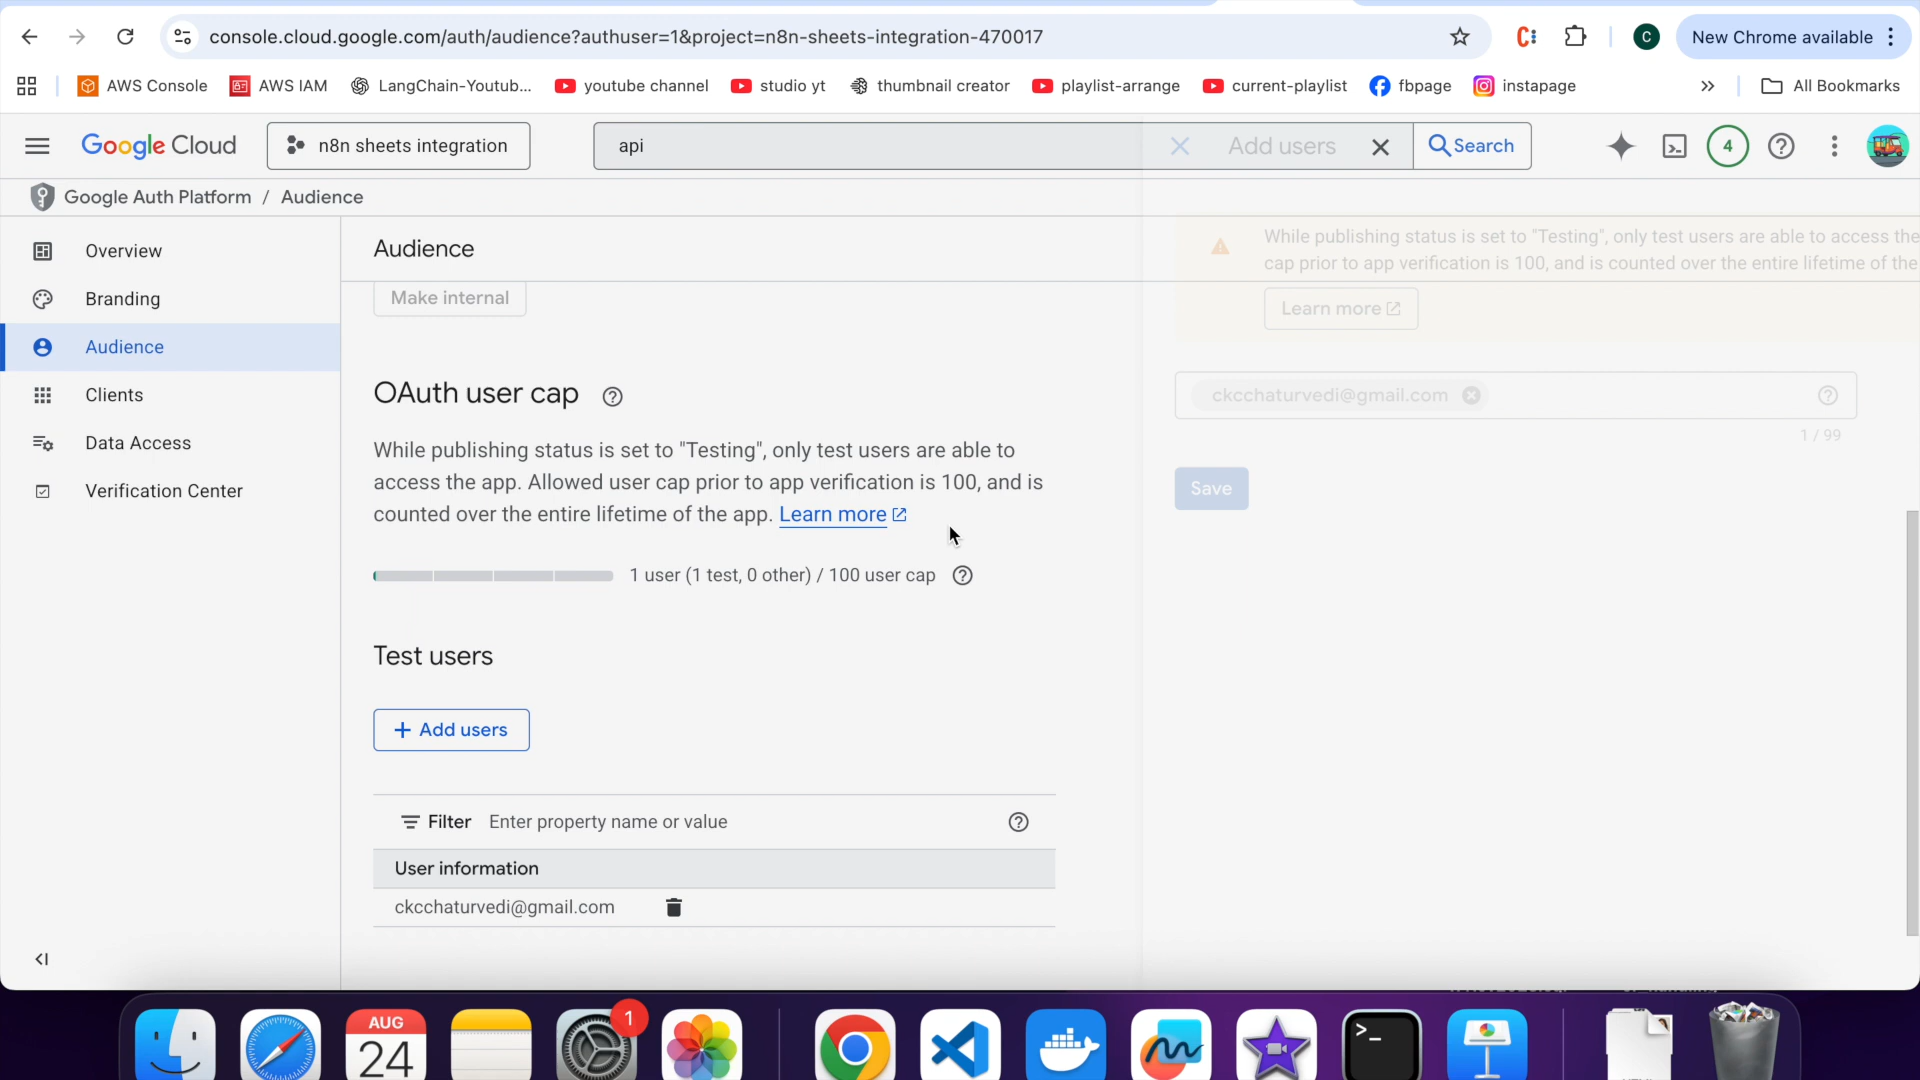 console.cloud.google.com/auth/audience?authuser=1&project=n8n-sheets-integration-470017
C
New Chrome available
AWS Console
AWS IAM
LangChain-Youtub...
youtube channel
studio yt
thumbnail creator
playlist-arrange
current-playlist
fbpage
instapage
All Bookmarks
Google Cloud
n8n sheets integration
api
Add users
Search
4
Google Auth Platform / Audience
Overview
Branding
Audience
Clients
Data Access
Verification Center
Audience
Make internal
OAuth user cap
While publishing status is set to "Testing", only test users are able to
access the app. Allowed user cap prior to app verification is 100, and is
counted over the entire lifetime of the app. Learn more
1 user (1 test, 0 other) / 100 user cap
Test users
+ Add users
Filter Enter property name or value
User information
ckcchaturvedi@gmail.com
While publishing status is set to "Testing", only test users are able to access the
cap prior to app verification is 100, and is counted over the entire lifetime of the
Learn more
ckcchaturvedi@gmail.com
1 / 99
Save
AUG
24
1